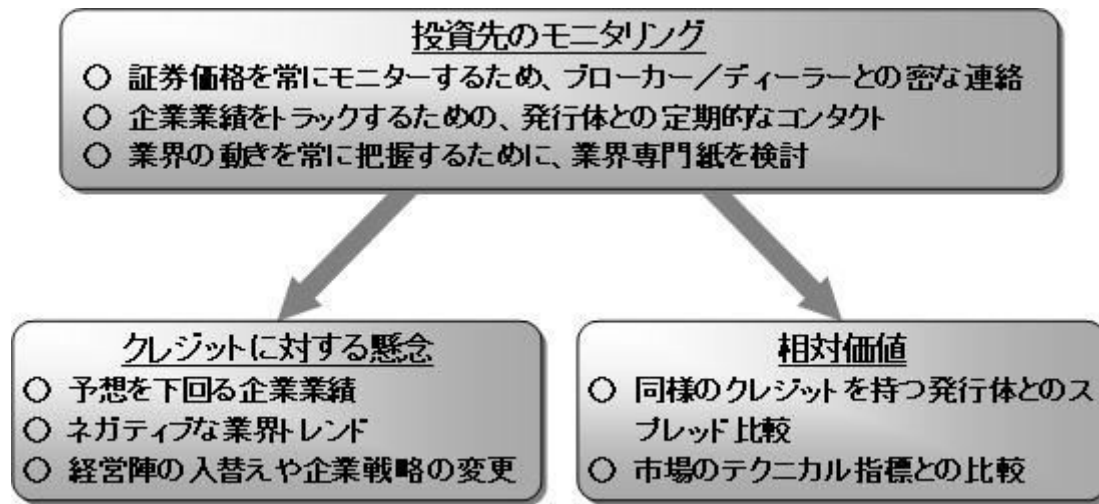 投資先のモニタリング
○ 証券価格を常にモニターするため、ブローカー／ディーラーとの密な連絡
○ 企業業績をトラックするための、発行体との定期的なコンタクト
○ 業界の動きを常に把握するために、業界専門紙を検討
クレジットに対する懸念
○ 予想を下回る企業業績
○ ネガティブな業界トレンド
○ 経営陣の入替えや企業戦略の変更
相対価値
○ 同様のクレジットを持つ発行体とのス
プレッド比較
○ 市場のテクニカル指標との比較